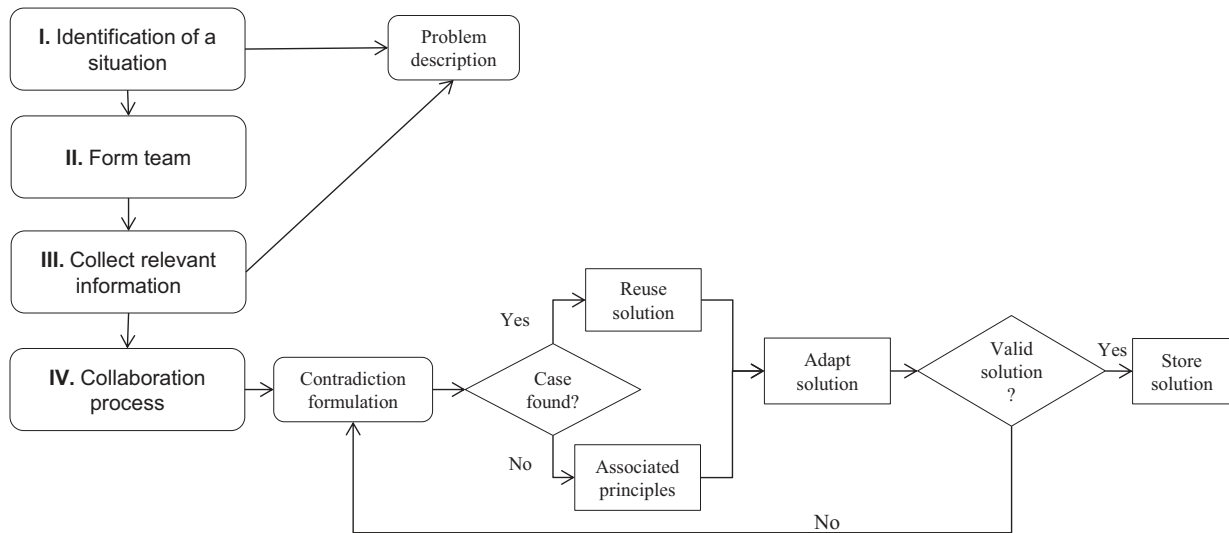 I. Identification of a
situation
Problem
description
II. Form team
III. Collect relevant
information
IV. Collaboration
process
Contradiction
formulation
Case
found?
Yes
Reuse
solution
No
Associated
principles
Adapt
solution
Valid
solution
?
Yes
Store
solution
No